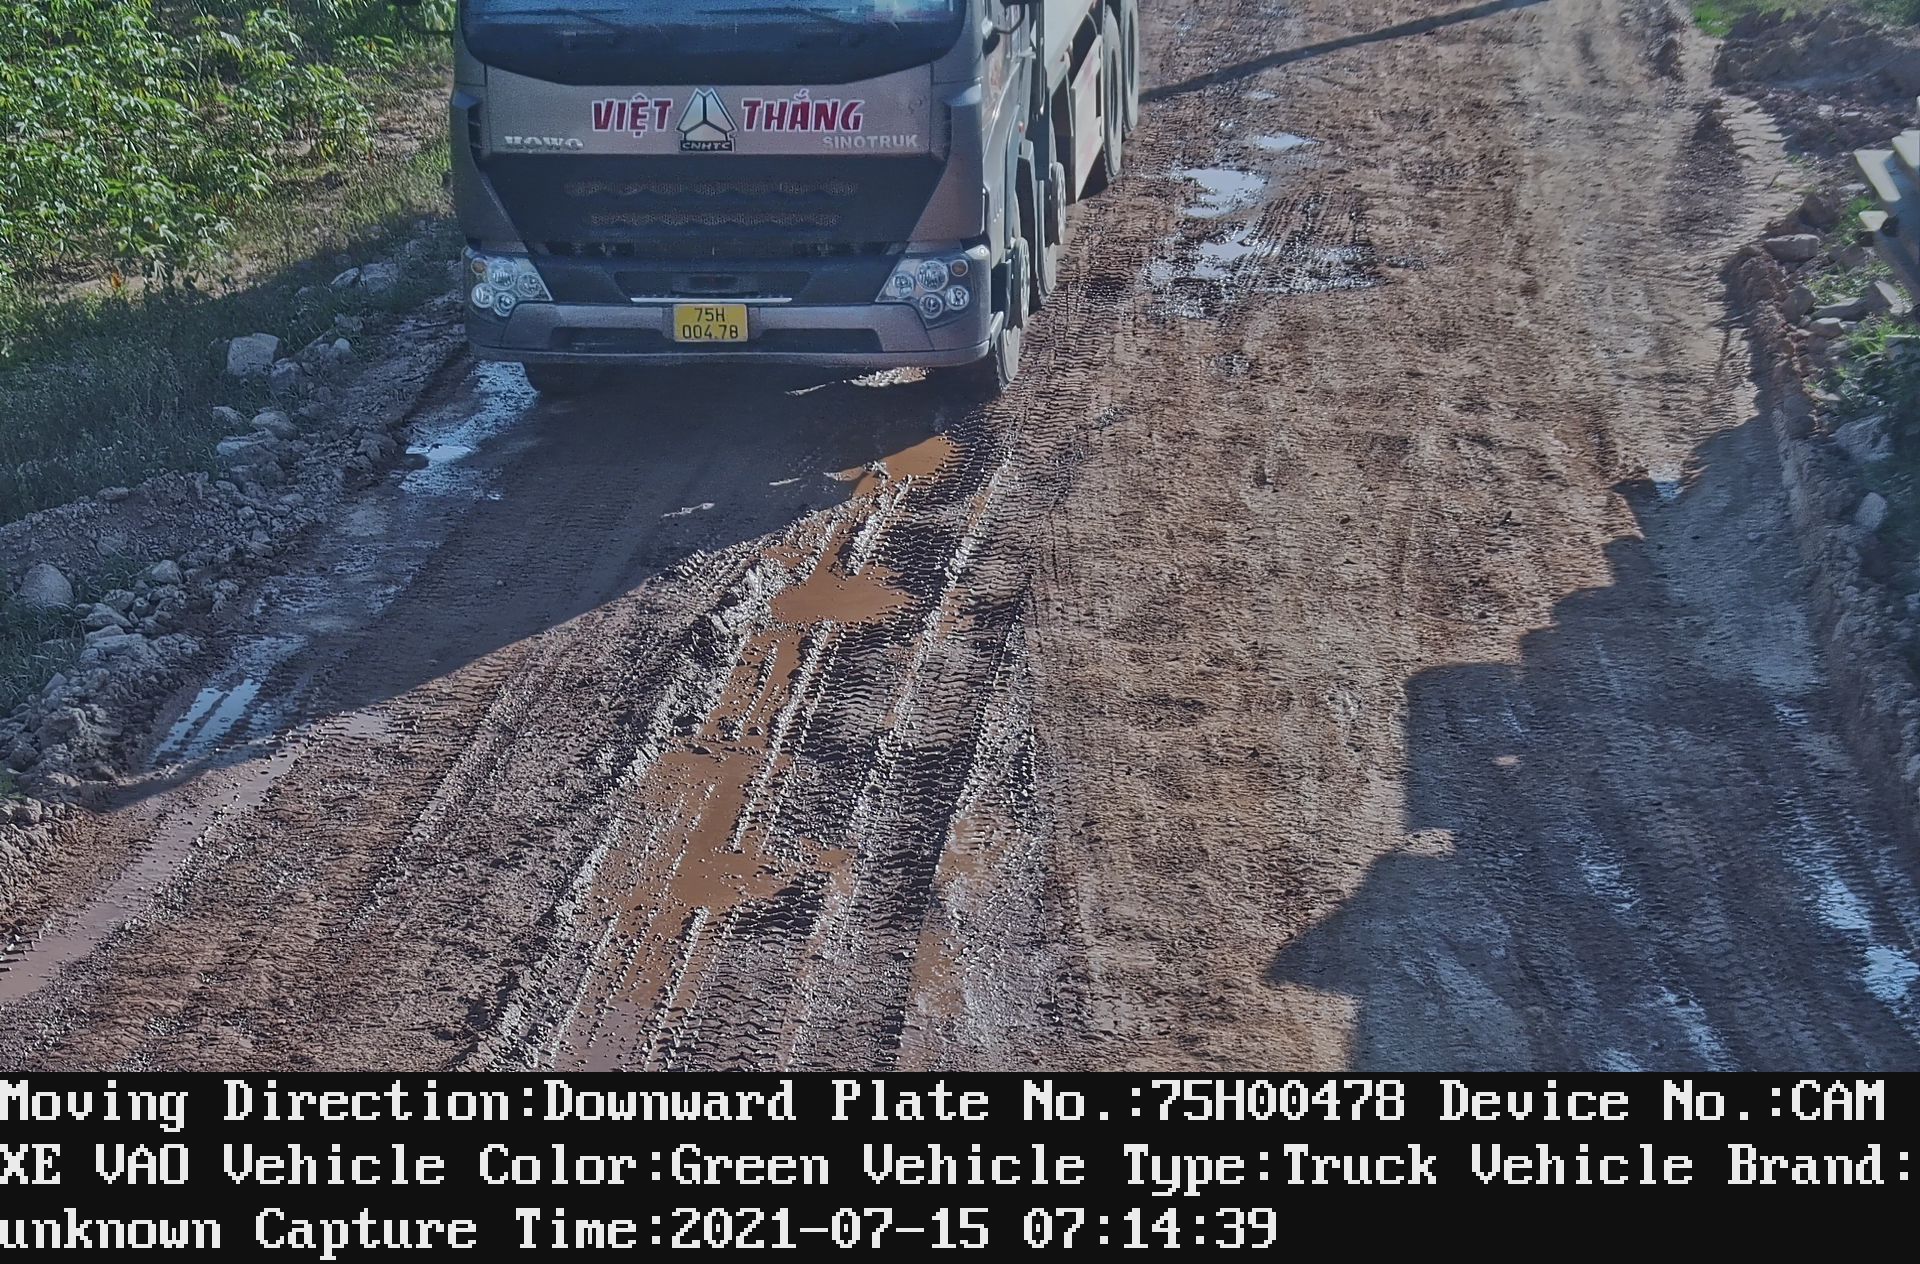 VIỆT THẮNG
HOWO CNHTC SINOTRUK
75H
004.78
Moving Direction:Downward Plate No.:75H00478 Device No.:CAM
XE VAO Vehicle Color:Green Vehicle Type:Truck Vehicle Brand:
unknown Capture Time:2021-07-15 07:14:39